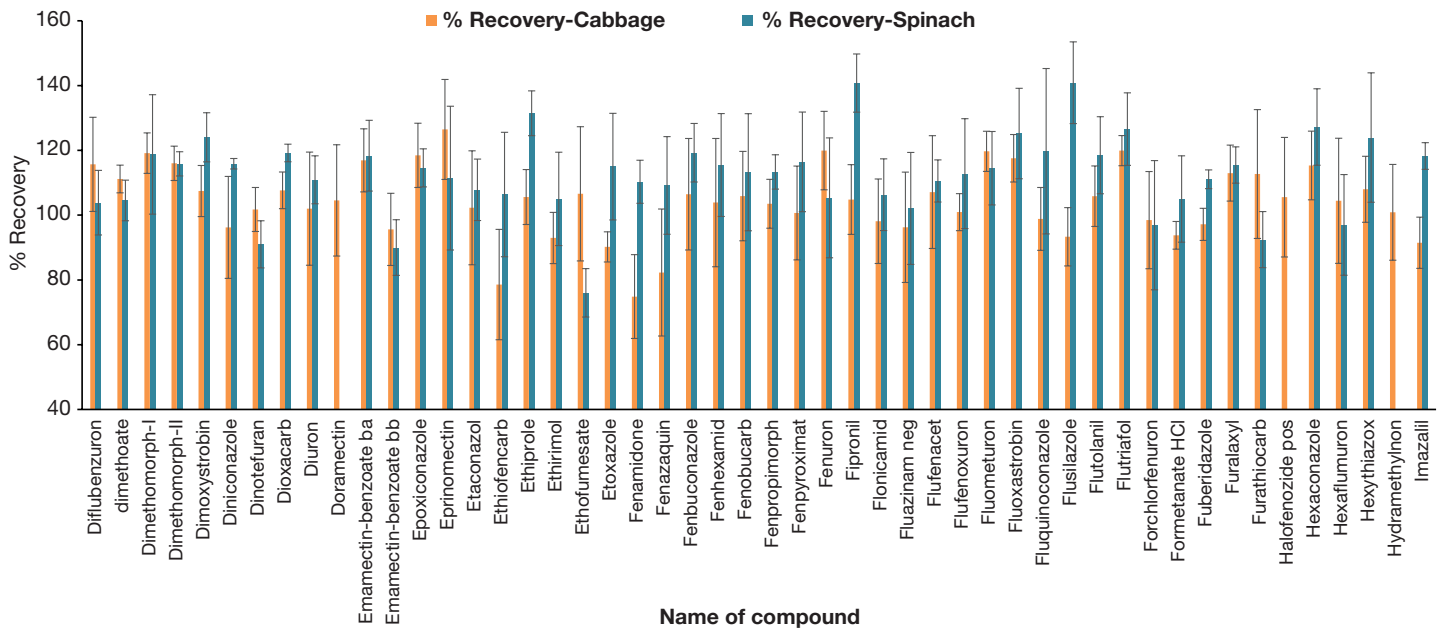 % Recovery-Cabbage
% Recovery-Spinach
% Recovery
160
140
120
100
80
60
40
Diflubenzuron
dimethoate
Dimethomorph-I
Dimethomorph-II
Dimoxystrobin
Diniconazole
Dinotefuran
Dioxacarb
Diuron
Doramectin
Emamectin-benzoate ba
Emamectin-benzoate bb
Epoxiconazole
Eprinomectin
Etaconazol
Ethiofencarb
Ethiprole
Ethirimol
Ethofumesate
Etoxazole
Fenamidone
Fenazaquin
Fenbuconazole
Fenhexamid
Fenobucarb
Fenpropimorph
Fenpyroximat
Fenuron
Fipronil
Flonicamid
Fluazinam neg
Flufenacet
Flufenoxuron
Fluometuron
Fluoxastrobin
Fluquinoconazole
Flusilazole
Flutolanil
Flutriafol
Forchlorfenuron
Formetanate HCl
Fuberidazole
Furalaxyl
Furathiocarb
Halofenozide pos
Hexaconazole
Hexaflumuron
Hexythiazox
Hydramethylnon
Imazalil
Name of compound